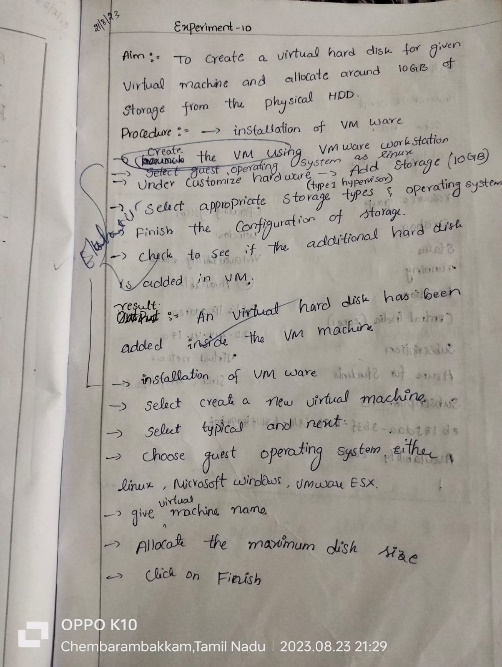 21/8/23
Experiment-10
Aim :- To create a virtual hard disk for given
virtual machine and allocate around 10GB of
storage from the physical HDD.
Procedure :- → installation of VM ware
Create the VM using VM ware workstation
→ Select guest operating system as linux
→ Under Customize hardware → Add Storage (10GB)
(type2 hypervisor)
→ Select appropriate storage types & operating system
→ Finish the Configuration of storage.
→ Check to see if the additional hard disk
is added in VM.
result
Output :- An virtual hard disk has been
added inside the VM machine
→ installation of VM ware
→ select create a new virtual machine.
→ select typical and next.
→ choose guest operating system either
linux, Microsoft windows, VMware ESX.
→ give virtual machine name
→ Allocate the maximum disk size
→ Click on Finish
OPPO K10
Chembarambakkam,Tamil Nadu | 2023.08.23 21:29